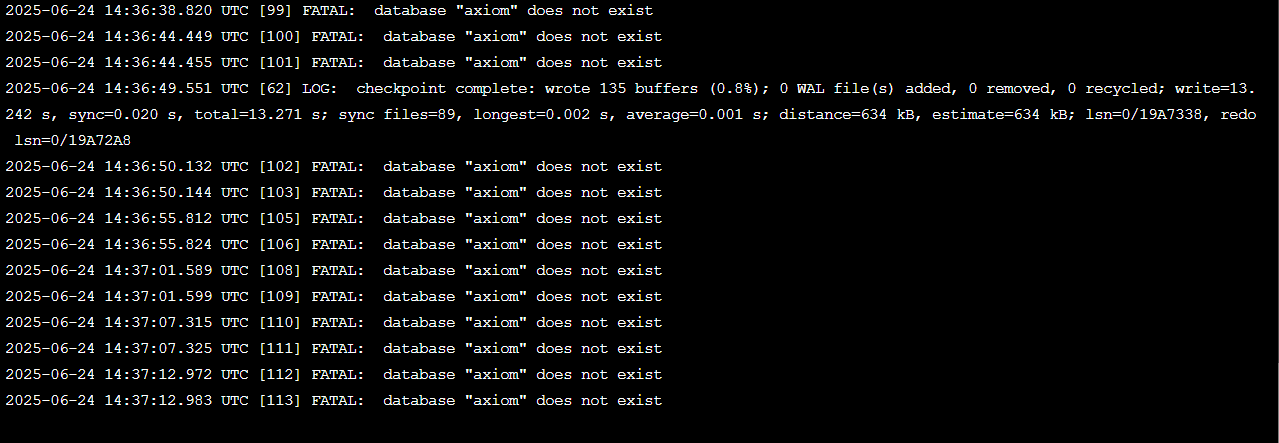 2025-06-24 14:36:38.820 UTC [99] FATAL:  database "axiom" does not exist
2025-06-24 14:36:44.449 UTC [100] FATAL:  database "axiom" does not exist
2025-06-24 14:36:44.455 UTC [101] FATAL:  database "axiom" does not exist
2025-06-24 14:36:49.551 UTC [62] LOG:  checkpoint complete: wrote 135 buffers (0.8%); 0 WAL file(s) added, 0 removed, 0 recycled; write=13.
242 s, sync=0.020 s, total=13.271 s; sync files=89, longest=0.002 s, average=0.001 s; distance=634 kB, estimate=634 kB; lsn=0/19A7338, redo
lsn=0/19A72A8
2025-06-24 14:36:50.132 UTC [102] FATAL:  database "axiom" does not exist
2025-06-24 14:36:50.144 UTC [103] FATAL:  database "axiom" does not exist
2025-06-24 14:36:55.812 UTC [105] FATAL:  database "axiom" does not exist
2025-06-24 14:36:55.824 UTC [106] FATAL:  database "axiom" does not exist
2025-06-24 14:37:01.589 UTC [108] FATAL:  database "axiom" does not exist
2025-06-24 14:37:01.599 UTC [109] FATAL:  database "axiom" does not exist
2025-06-24 14:37:07.315 UTC [110] FATAL:  database "axiom" does not exist
2025-06-24 14:37:07.325 UTC [111] FATAL:  database "axiom" does not exist
2025-06-24 14:37:12.972 UTC [112] FATAL:  database "axiom" does not exist
2025-06-24 14:37:12.983 UTC [113] FATAL:  database "axiom" does not exist